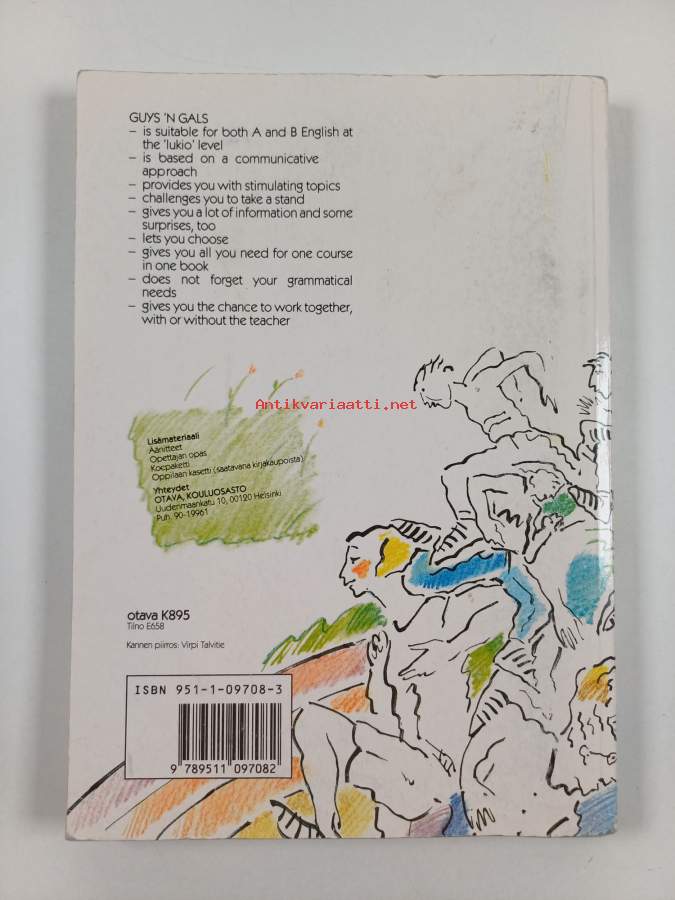 GUYS 'N GALS
– is suitable for both A and B English at
the 'lukio' level
– is based on a communicative
approach
– provides you with stimulating topics
– challenges you to take a stand
– gives you a lot of information and some
surprises, too
– lets you choose
– gives you all you need for one course
in one book
– does not forget your grammatical
needs
– gives you the chance to work together,
with or without the teacher
Antikvariaatti.net
Lisämateriaali
Äänitteet
Opettajan opas
Koepaketti
Oppilaan kasetti (saatavana kirjakaupoista)
Yhteydet
OTAVA, KOULUOSASTO
Uudenmaankatu 10, 00120 Helsinki
Puh. 90-19961
otava K895
Tilno E658
Kannen piirros: Virpi Talvitie
ISBN 951-1-09708-3
9 789511 097082